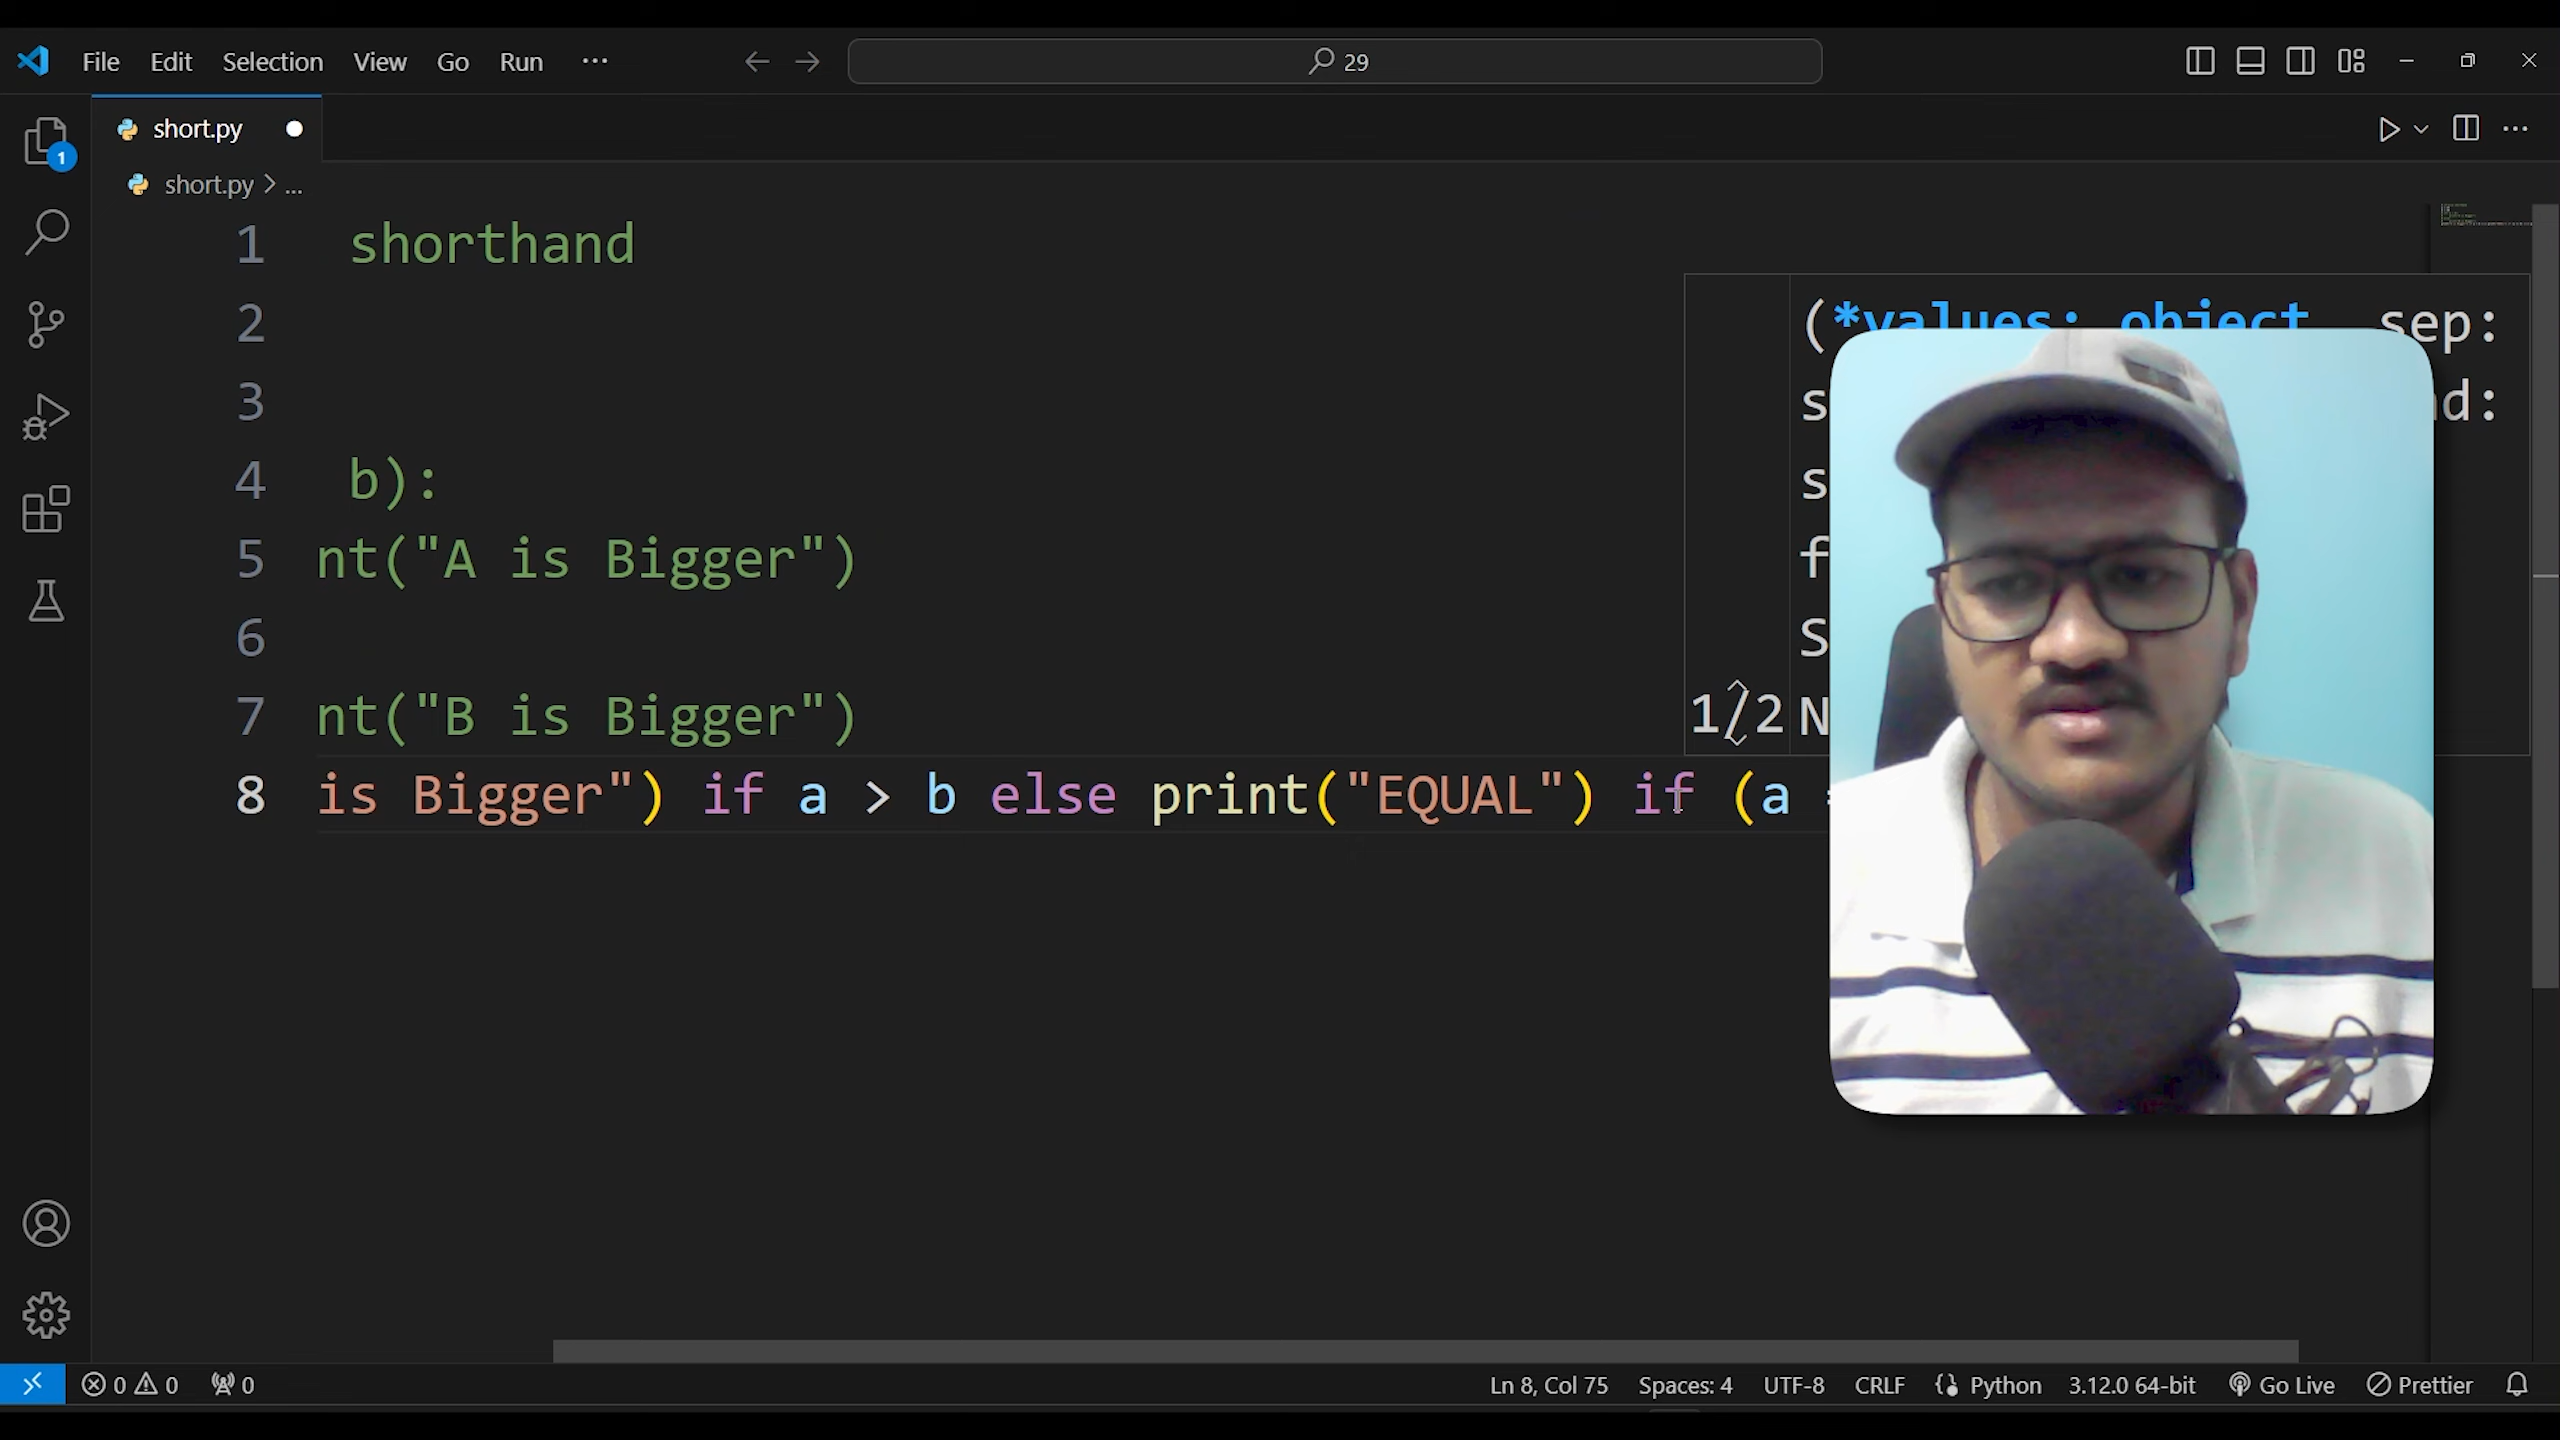 File Edit Selection View Go Run ...
29
short.py
short.py > ...
1 shorthand
2
3
4 b):
5 nt("A is Bigger")
6
7 nt("B is Bigger")
8 is Bigger") if a > b else print("EQUAL") if (a
(*values: object, sep:
s
d:
s
f
S
1/2 N
1
0 0 0
Ln 8, Col 75 Spaces: 4 UTF-8 CRLF Python 3.12.0 64-bit Go Live Prettier